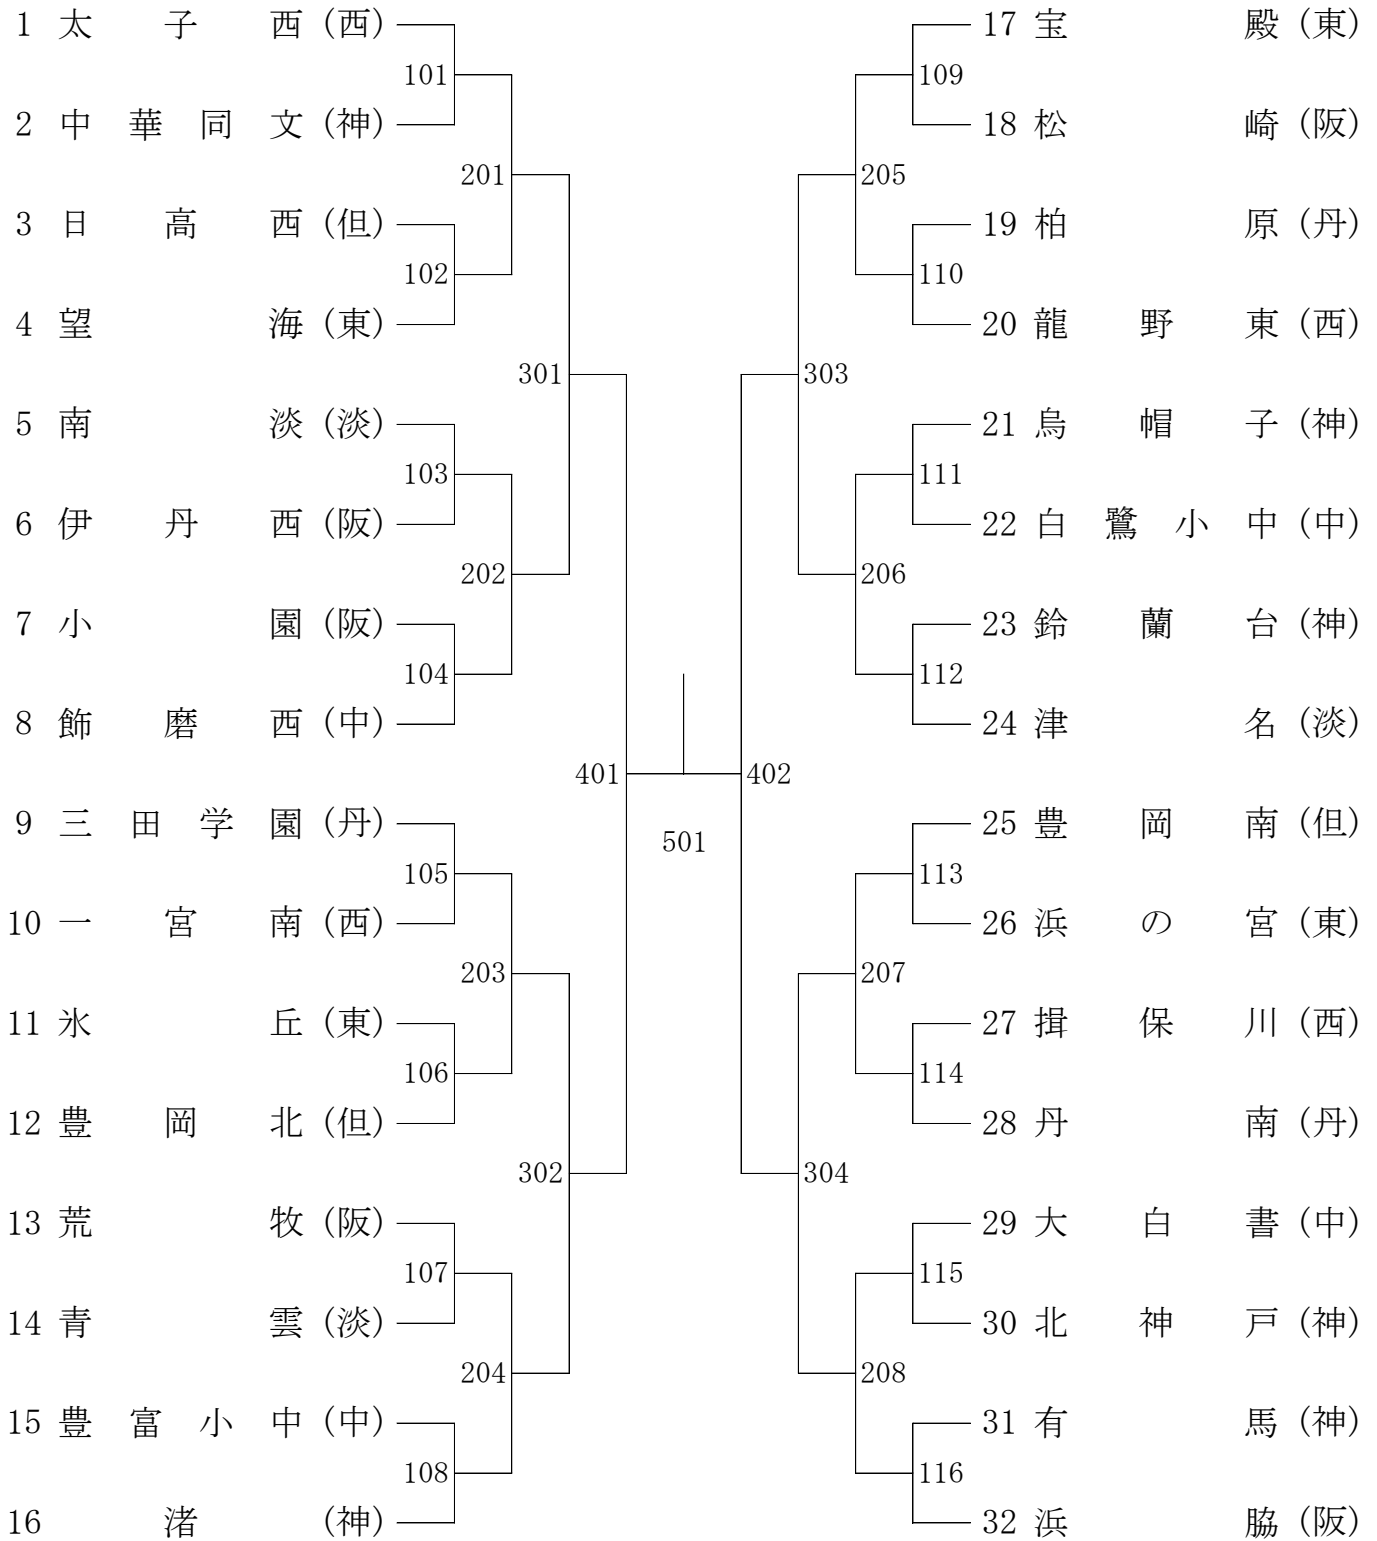 1 太子西 (西)
101
2 中華同文 (神)
201
3 日高西 (但)
102
4 望海 (東)
301
5 南淡 (淡)
103
6 伊丹西 (阪)
202
7 小園 (阪)
104
8 飾磨西 (中)
401
9 三田学園 (丹)
105
10 一宮南 (西)
203
11 氷丘 (東)
106
12 豊岡北 (但)
302
13 荒牧 (阪)
107
14 青雲 (淡)
204
15 豊富小中 (中)
108
16 渚 (神)
501
17 宝殿 (東)
109
18 松崎 (阪)
205
19 柏原 (丹)
110
20 龍野東 (西)
303
21 烏帽子 (神)
111
22 白鷺小中 (中)
206
23 鈴蘭台 (神)
112
24 津名 (淡)
402
25 豊岡南 (但)
113
26 浜の宮 (東)
207
27 揖保川 (西)
114
28 丹南 (丹)
304
29 大白書 (中)
115
30 北神戸 (神)
208
31 有馬 (神)
116
32 浜脇 (阪)